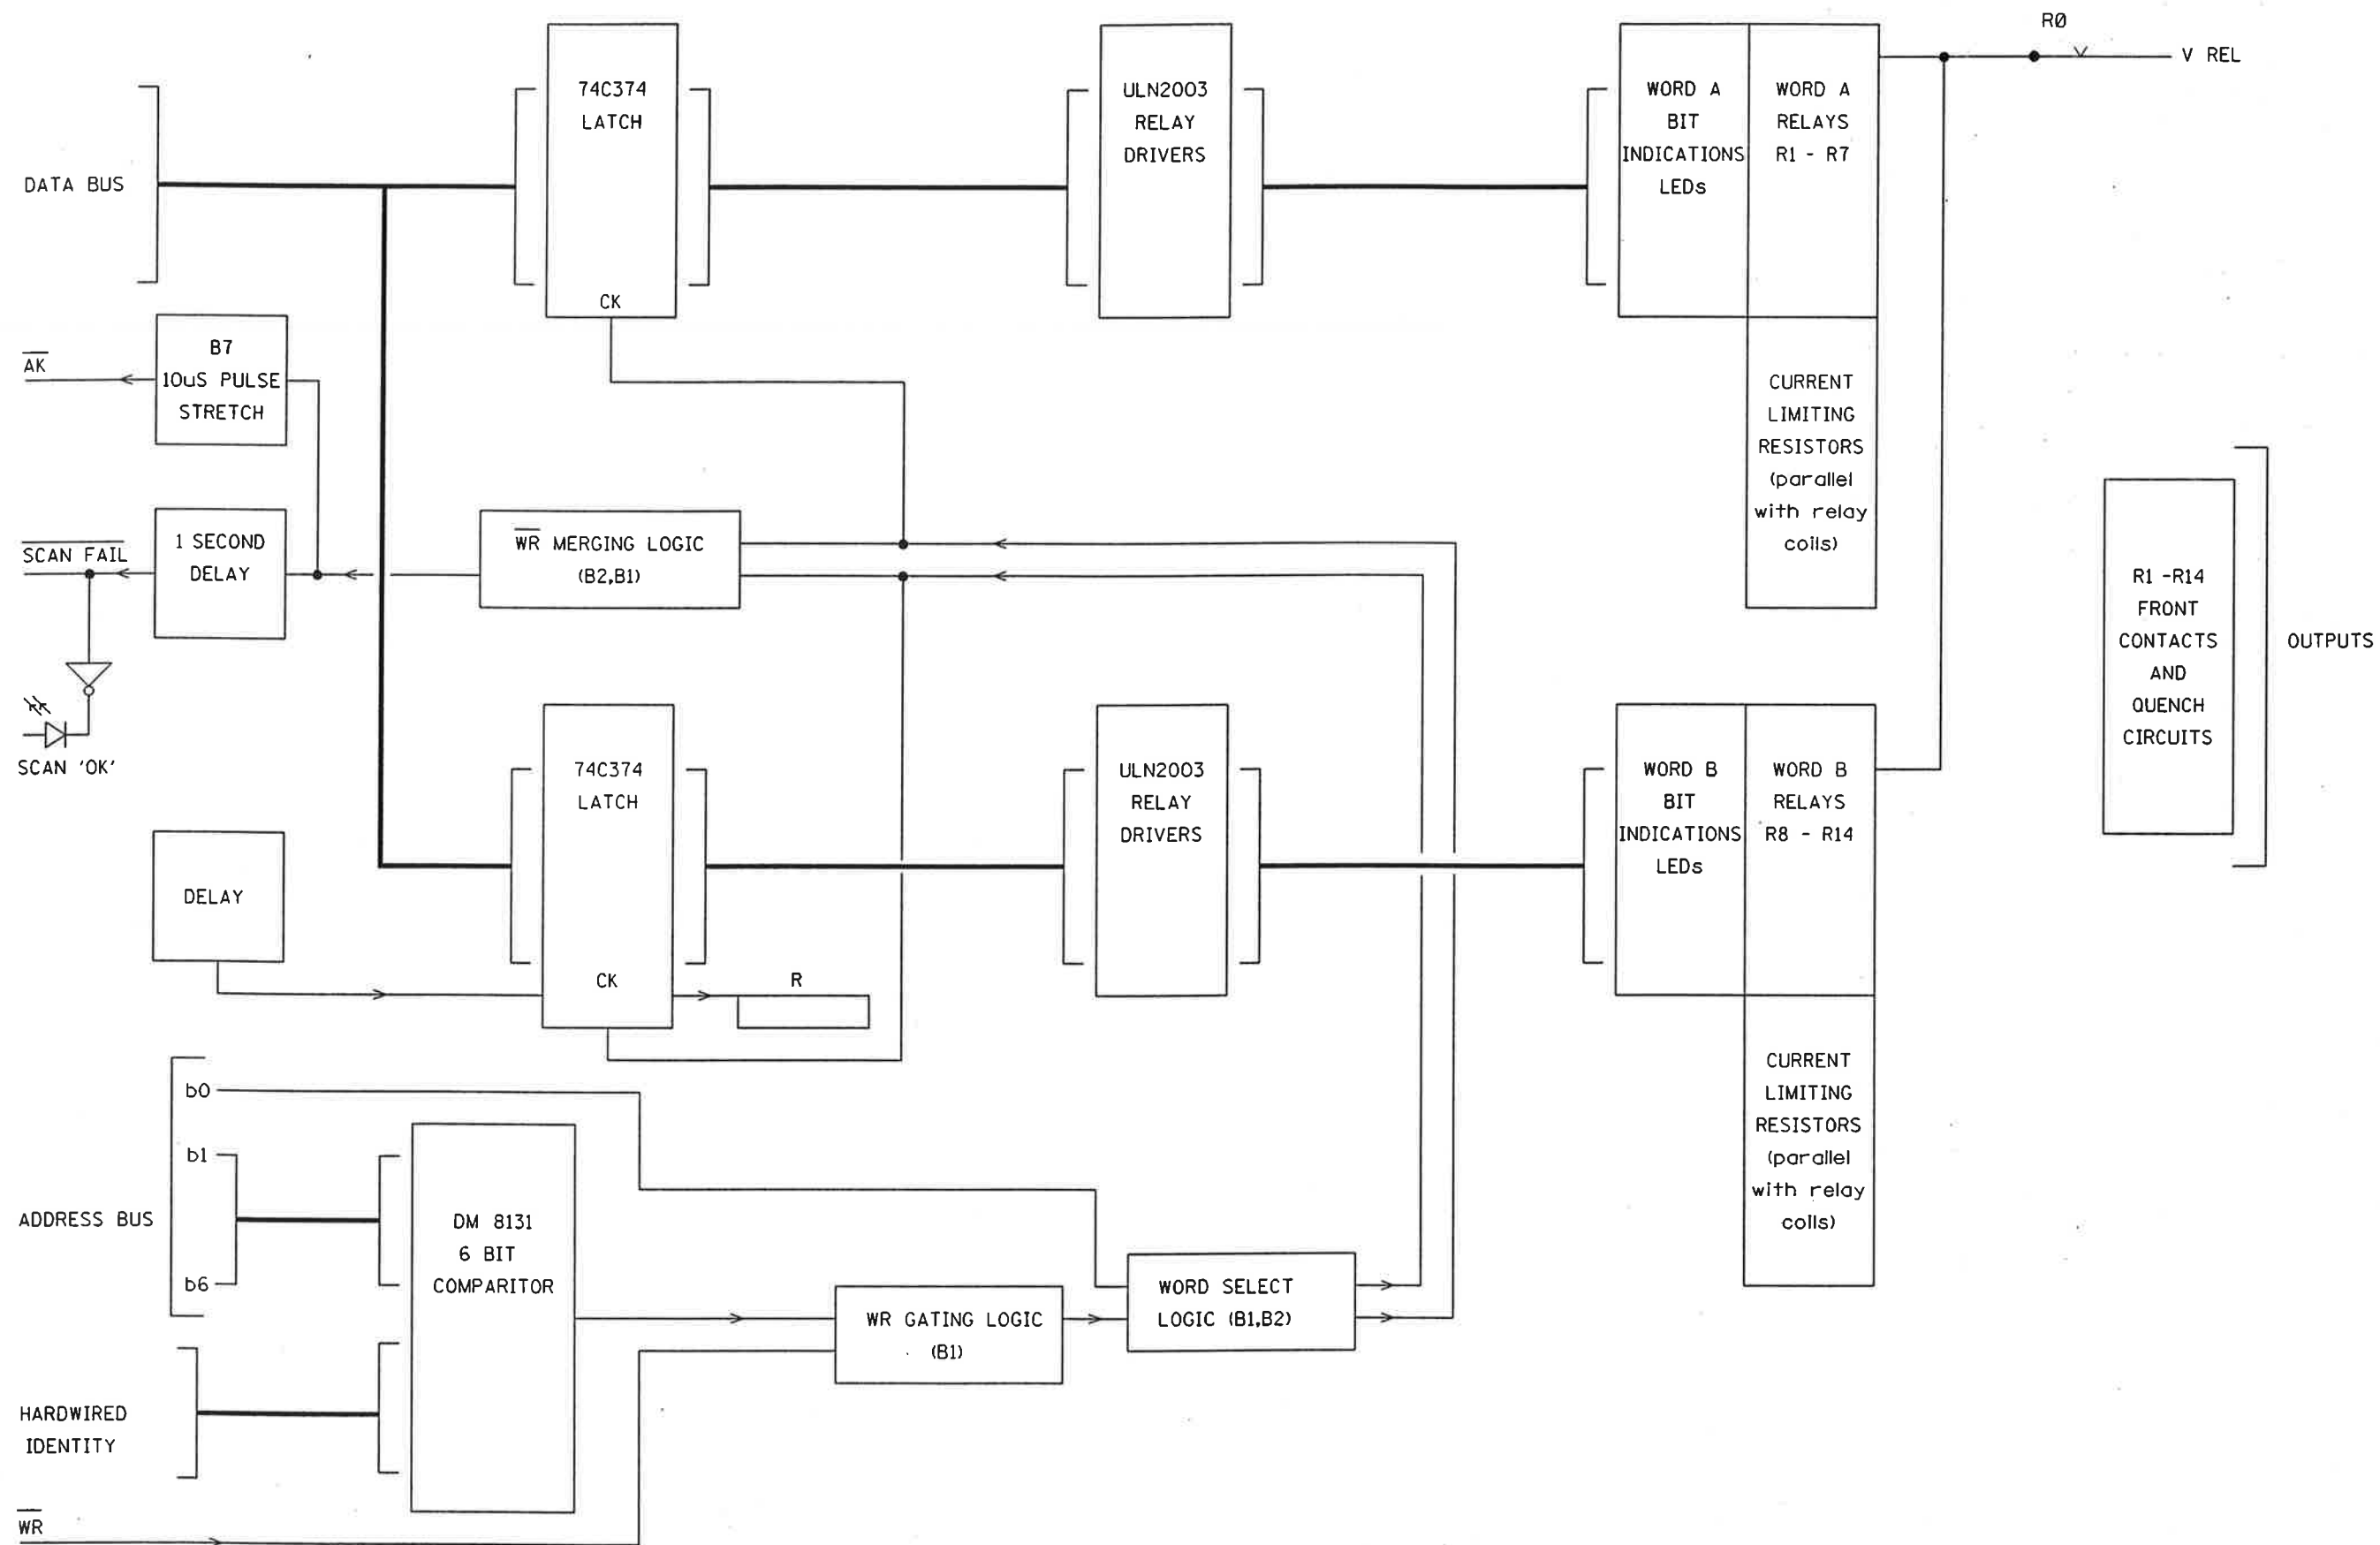 RØ
V REL
DATA BUS
74C374
LATCH
CK
ULN2003
RELAY
DRIVERS
WORD A
BIT
INDICATIONS
LEDs
WORD A
RELAYS
R1 - R7
CURRENT
LIMITING
RESISTORS
(parallel
with relay
coils)
AK
B7
10uS PULSE
STRETCH
SCAN FAIL
1 SECOND
DELAY
WR MERGING LOGIC
(B2,B1)
SCAN 'OK'
R1 -R14
FRONT
CONTACTS
AND
QUENCH
CIRCUITS
OUTPUTS
DELAY
74C374
LATCH
CK
R
ULN2003
RELAY
DRIVERS
WORD B
BIT
INDICATIONS
LEDs
WORD B
RELAYS
R8 - R14
CURRENT
LIMITING
RESISTORS
(parallel
with relay
coils)
ADDRESS BUS
b0
b1
b6
DM 8131
6 BIT
COMPARITOR
WR GATING LOGIC
(B1)
WORD SELECT
LOGIC (B1,B2)
HARDWIRED
IDENTITY
WR